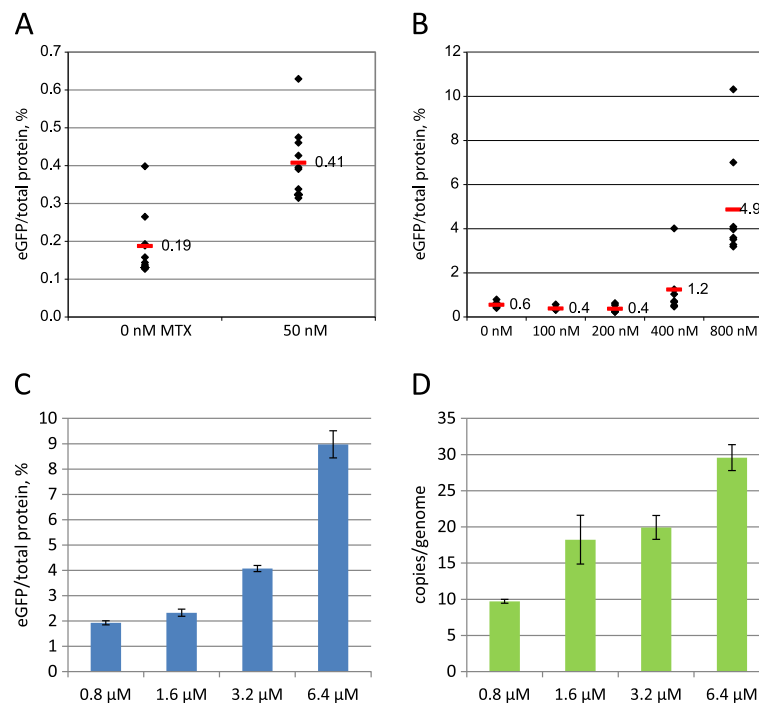 A
eGFP/total protein, %
0.7
0.6
0.5
0.4
0.3
0.2
0.1
0.0
0.19
0.41
0 nM MTX
50 nM
B
eGFP/total protein, %
12
10
8
6
4
2
0
0.6
0.4
0.4
1.2
4.9
0 nM
100 nM
200 nM
400 nM
800 nM
C
eGFP/total protein, %
10
9
8
7
6
5
4
3
2
1
0
0.8 µM
1.6 µM
3.2 µM
6.4 µM
D
copies/genome
35
30
25
20
15
10
5
0
0.8 µM
1.6 µM
3.2 µM
6.4 µM